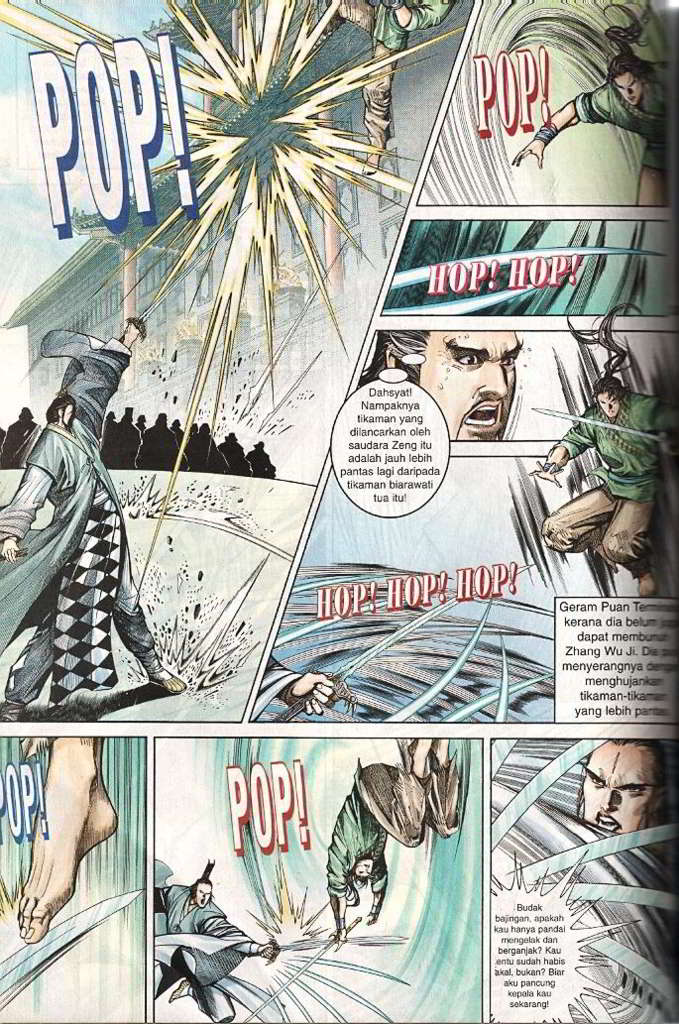 POP!
POP!
HOP! HOP!
Dahsyat!
Nampaknya
tikaman yang
dilancarkan oleh
saudara Zeng itu
adalah jauh lebih
pantas lagi daripada
tikaman biarawati
tua itu!
HOP! HOP! HOP!
Geram Puan
kerana dia belum
dapat
Zhang Wu Ji.
menyerangnya
menghujankan
tikaman-tikaman
yang lebih pantas
POP!
POP!
Budak
bajingan, apakah
kau hanya pandai
mengelak dan
berganjak? Kau
entu sudah habis
akal, bukan? Biar
aku pancung
kepala kau
sekarang!